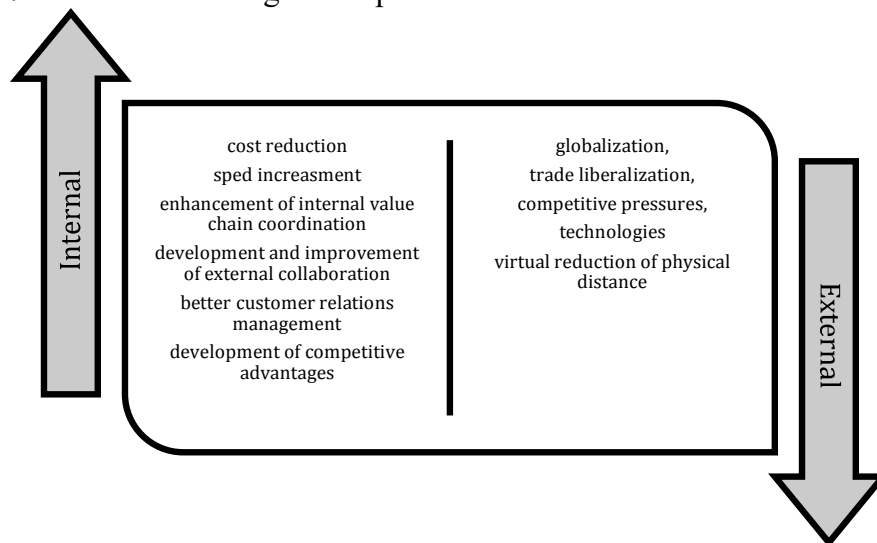 Internal
cost reduction
sped increasment
enhancement of internal value
chain coordination
development and improvement
of external collaboration
better customer relations
management
development of competitive
advantages
globalization,
trade liberalization,
competitive pressures,
technologies
virtual reduction of physical
distance
External